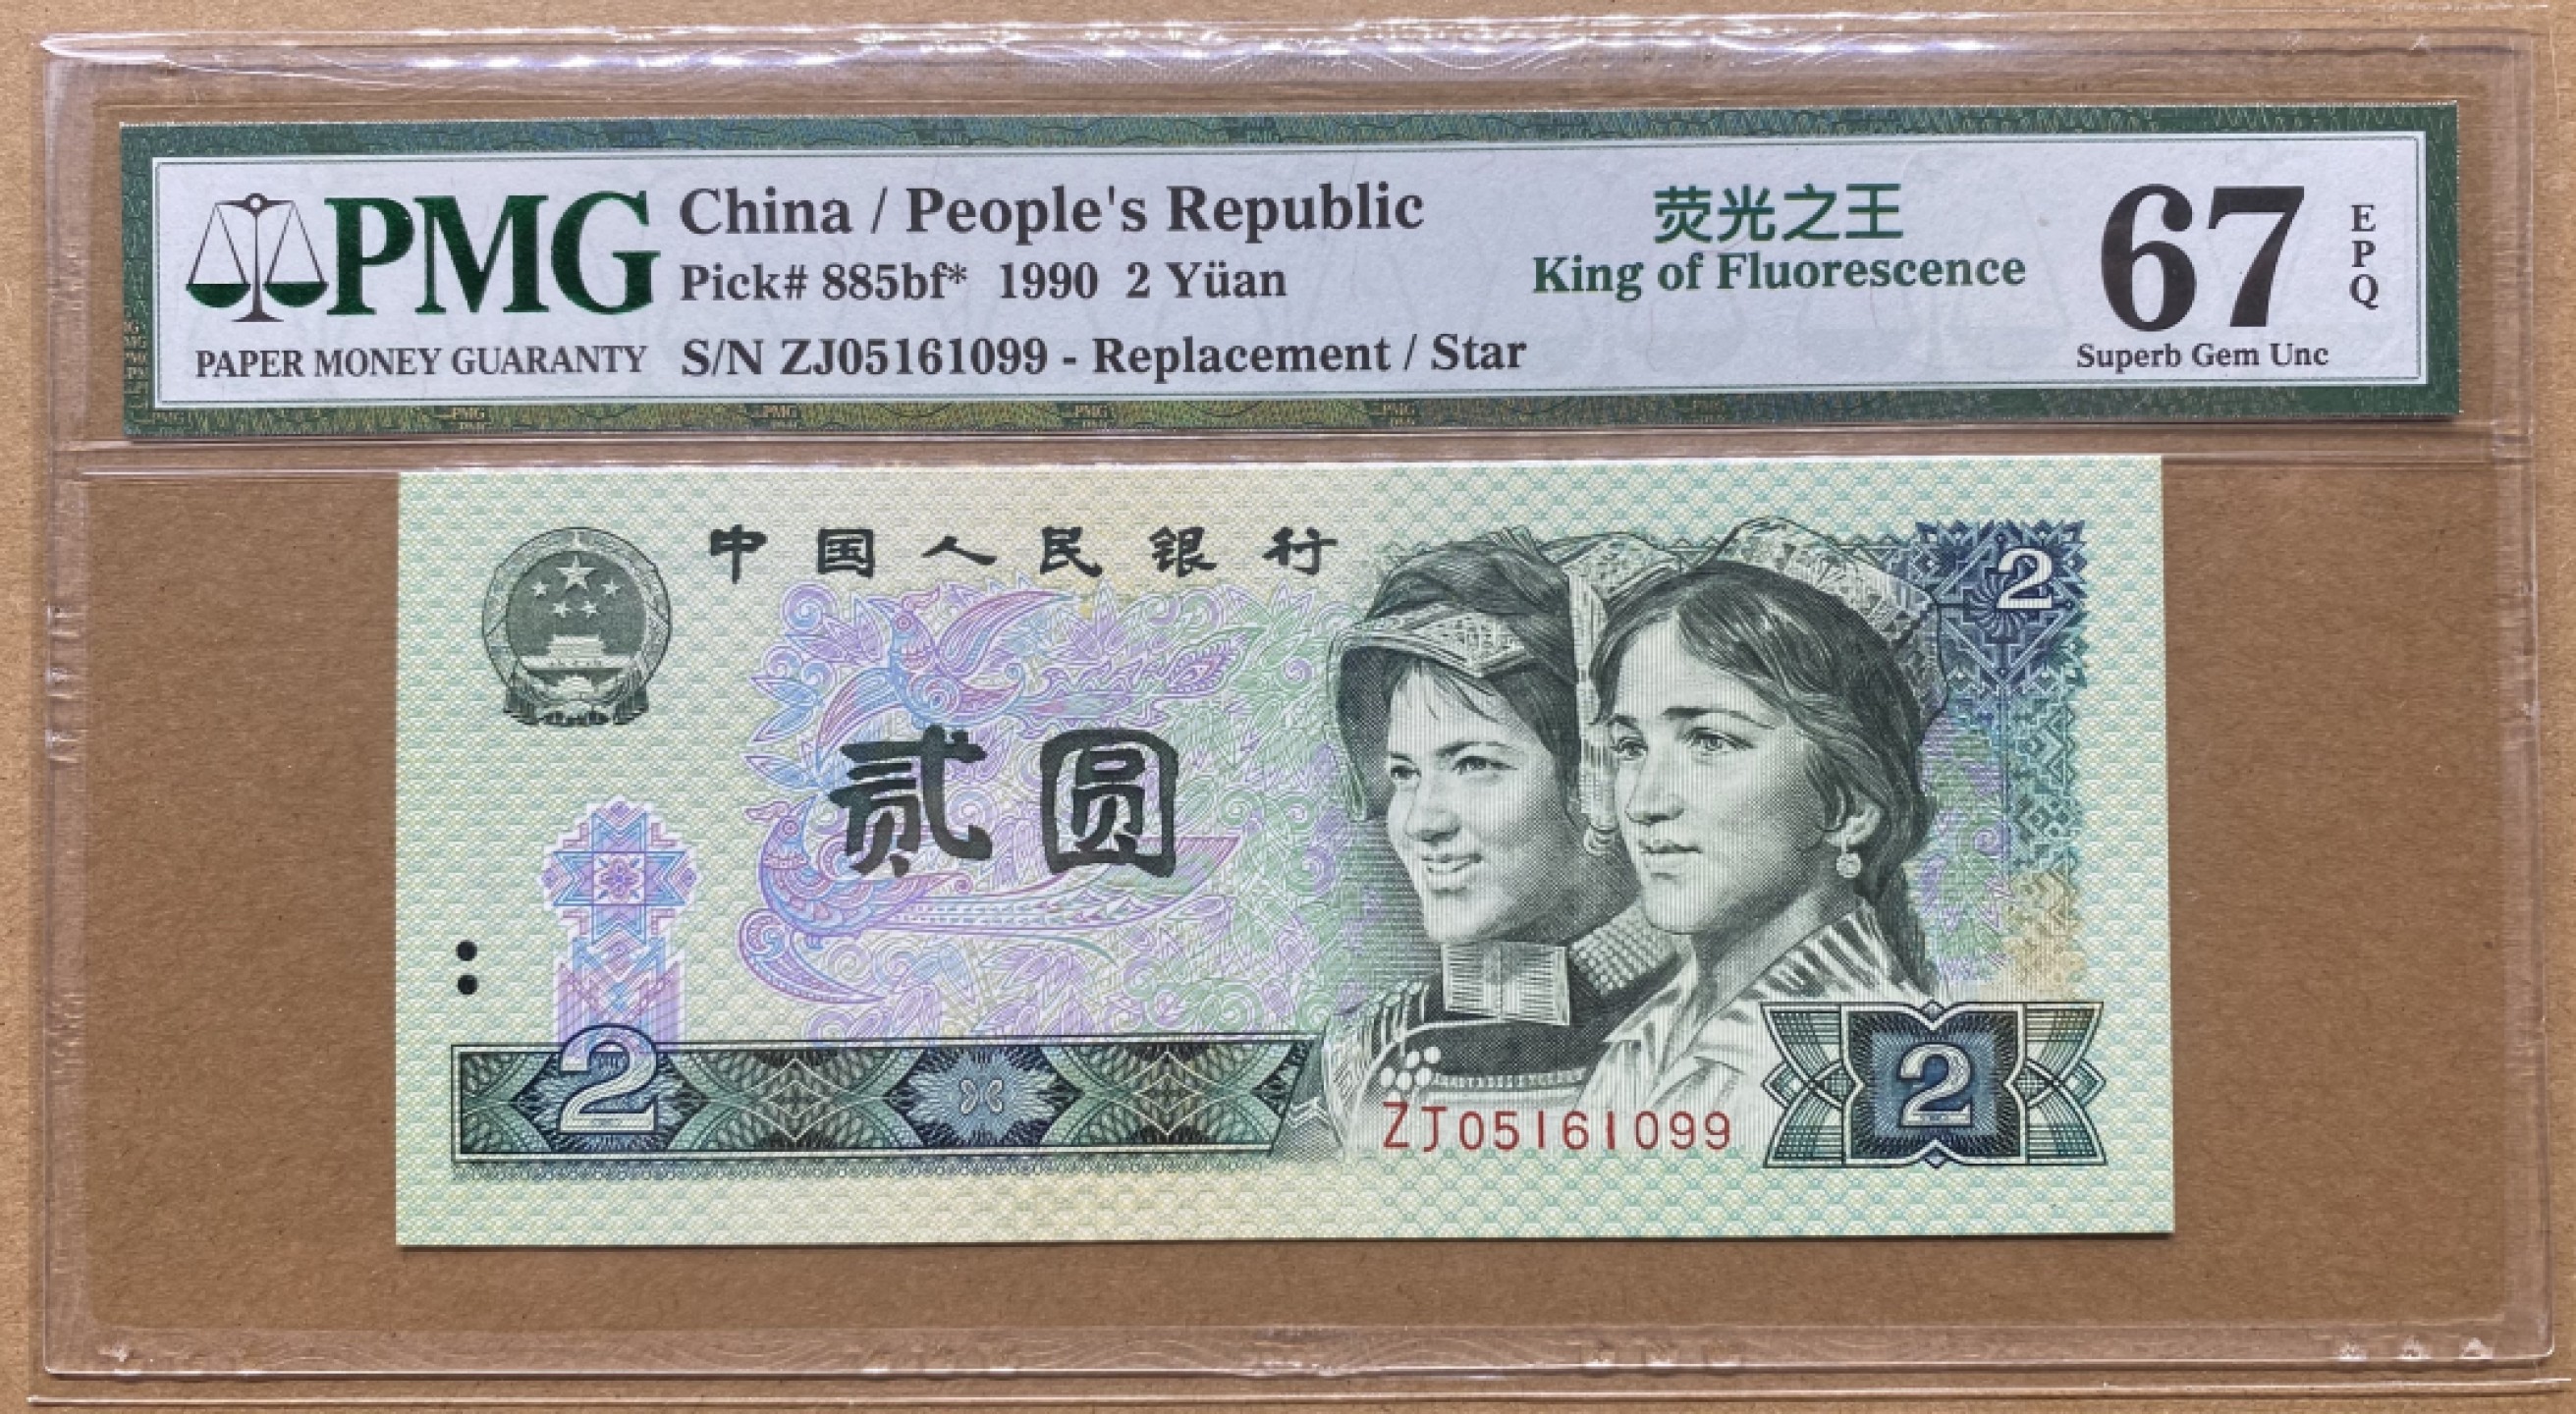 PMG
PAPER MONEY GUARANTY
China / People's Republic
Pick# 885bf* 1990 2 Yüan
S/N ZJ05161099 - Replacement / Star
荧光之王
King of Fluorescence
67
EPQ
Superb Gem Unc
中国人民银行
2
贰圆
2
ZJ05161099
2